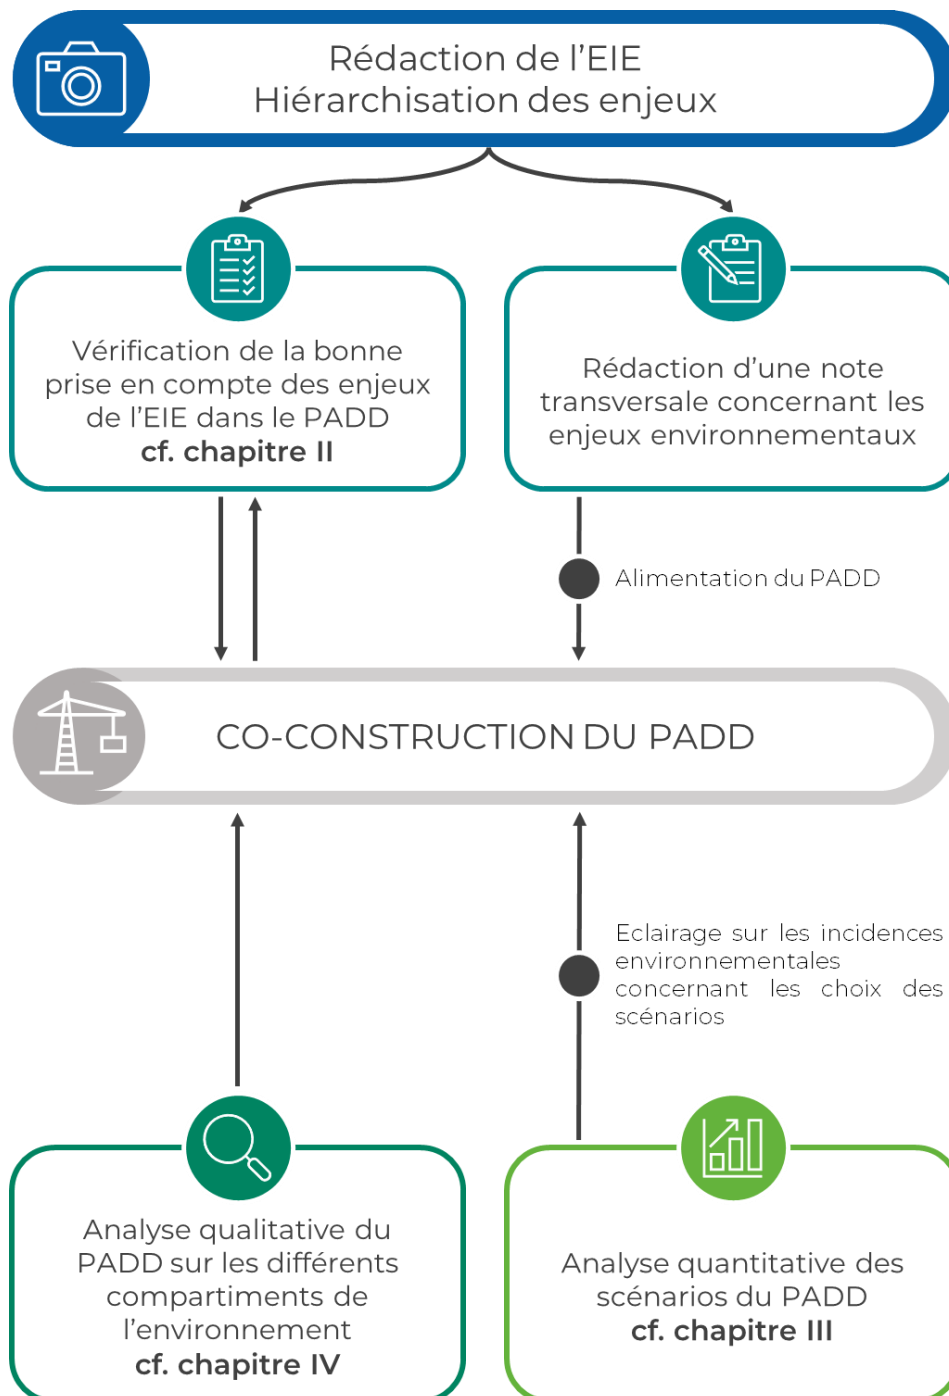 Rédaction de l’EIE
Hiérarchisation des enjeux
Vérification de la bonne
prise en compte des enjeux
de l’EIE dans le PADD
cf. chapitre II
Rédaction d’une note
transversale concernant les
enjeux environnementaux
Alimentation du PADD
CO-CONSTRUCTION DU PADD
Eclairage sur les incidences
environnementales
concernant les choix des
scénarios
Analyse qualitative du
PADD sur les différents
compartiments de
l’environnement
cf. chapitre IV
Analyse quantitative des
scénarios du PADD
cf. chapitre III